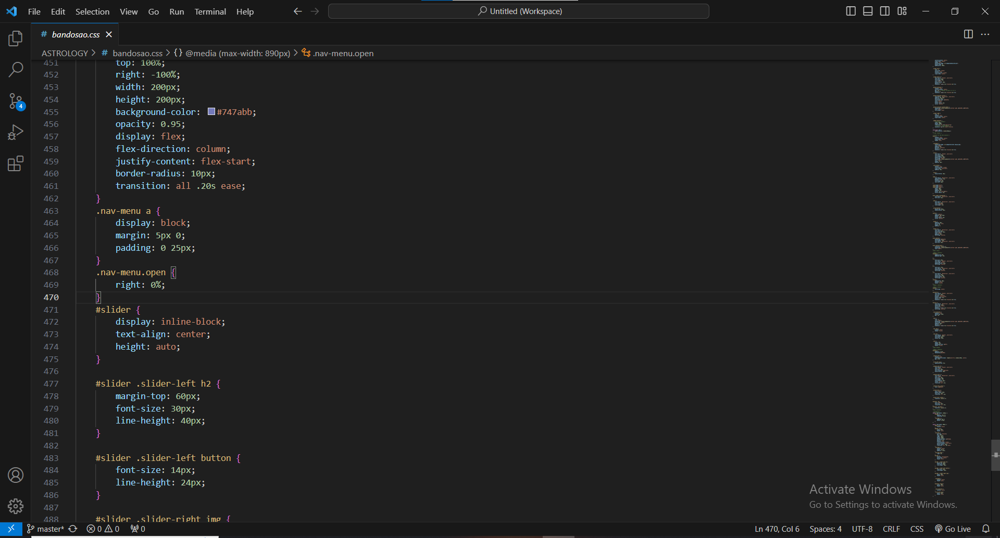 File Edit Selection View Go Run Terminal Help
Untitled (Workspace)
# bandosao.css
ASTROLOGY > # bandosao.css > {} @media (max-width: 890px) > .nav-menu.open
451 top: 100%;
452 right: -100%;
453 width: 200px;
454 height: 200px;
455 background-color: #747abb;
456 opacity: 0.95;
457 display: flex;
458 flex-direction: column;
459 justify-content: flex-start;
460 border-radius: 10px;
461 transition: all .20s ease;
462 }
463 .nav-menu a {
464 display: block;
465 margin: 5px 0;
466 padding: 0 25px;
467 }
468 .nav-menu.open {
469 right: 0%;
470 }
471 #slider {
472 display: inline-block;
473 text-align: center;
474 height: auto;
475 }
476
477 #slider .slider-left h2 {
478 margin-top: 60px;
479 font-size: 30px;
480 line-height: 40px;
481 }
482
483 #slider .slider-left button {
484 font-size: 14px;
485 line-height: 24px;
486 }
487
488 #slider .slider-right img {
4
Activate Windows
Go to Settings to activate Windows.
master* 0 0 0 Ln 470, Col 6 Spaces: 4 UTF-8 CRLF CSS Go Live